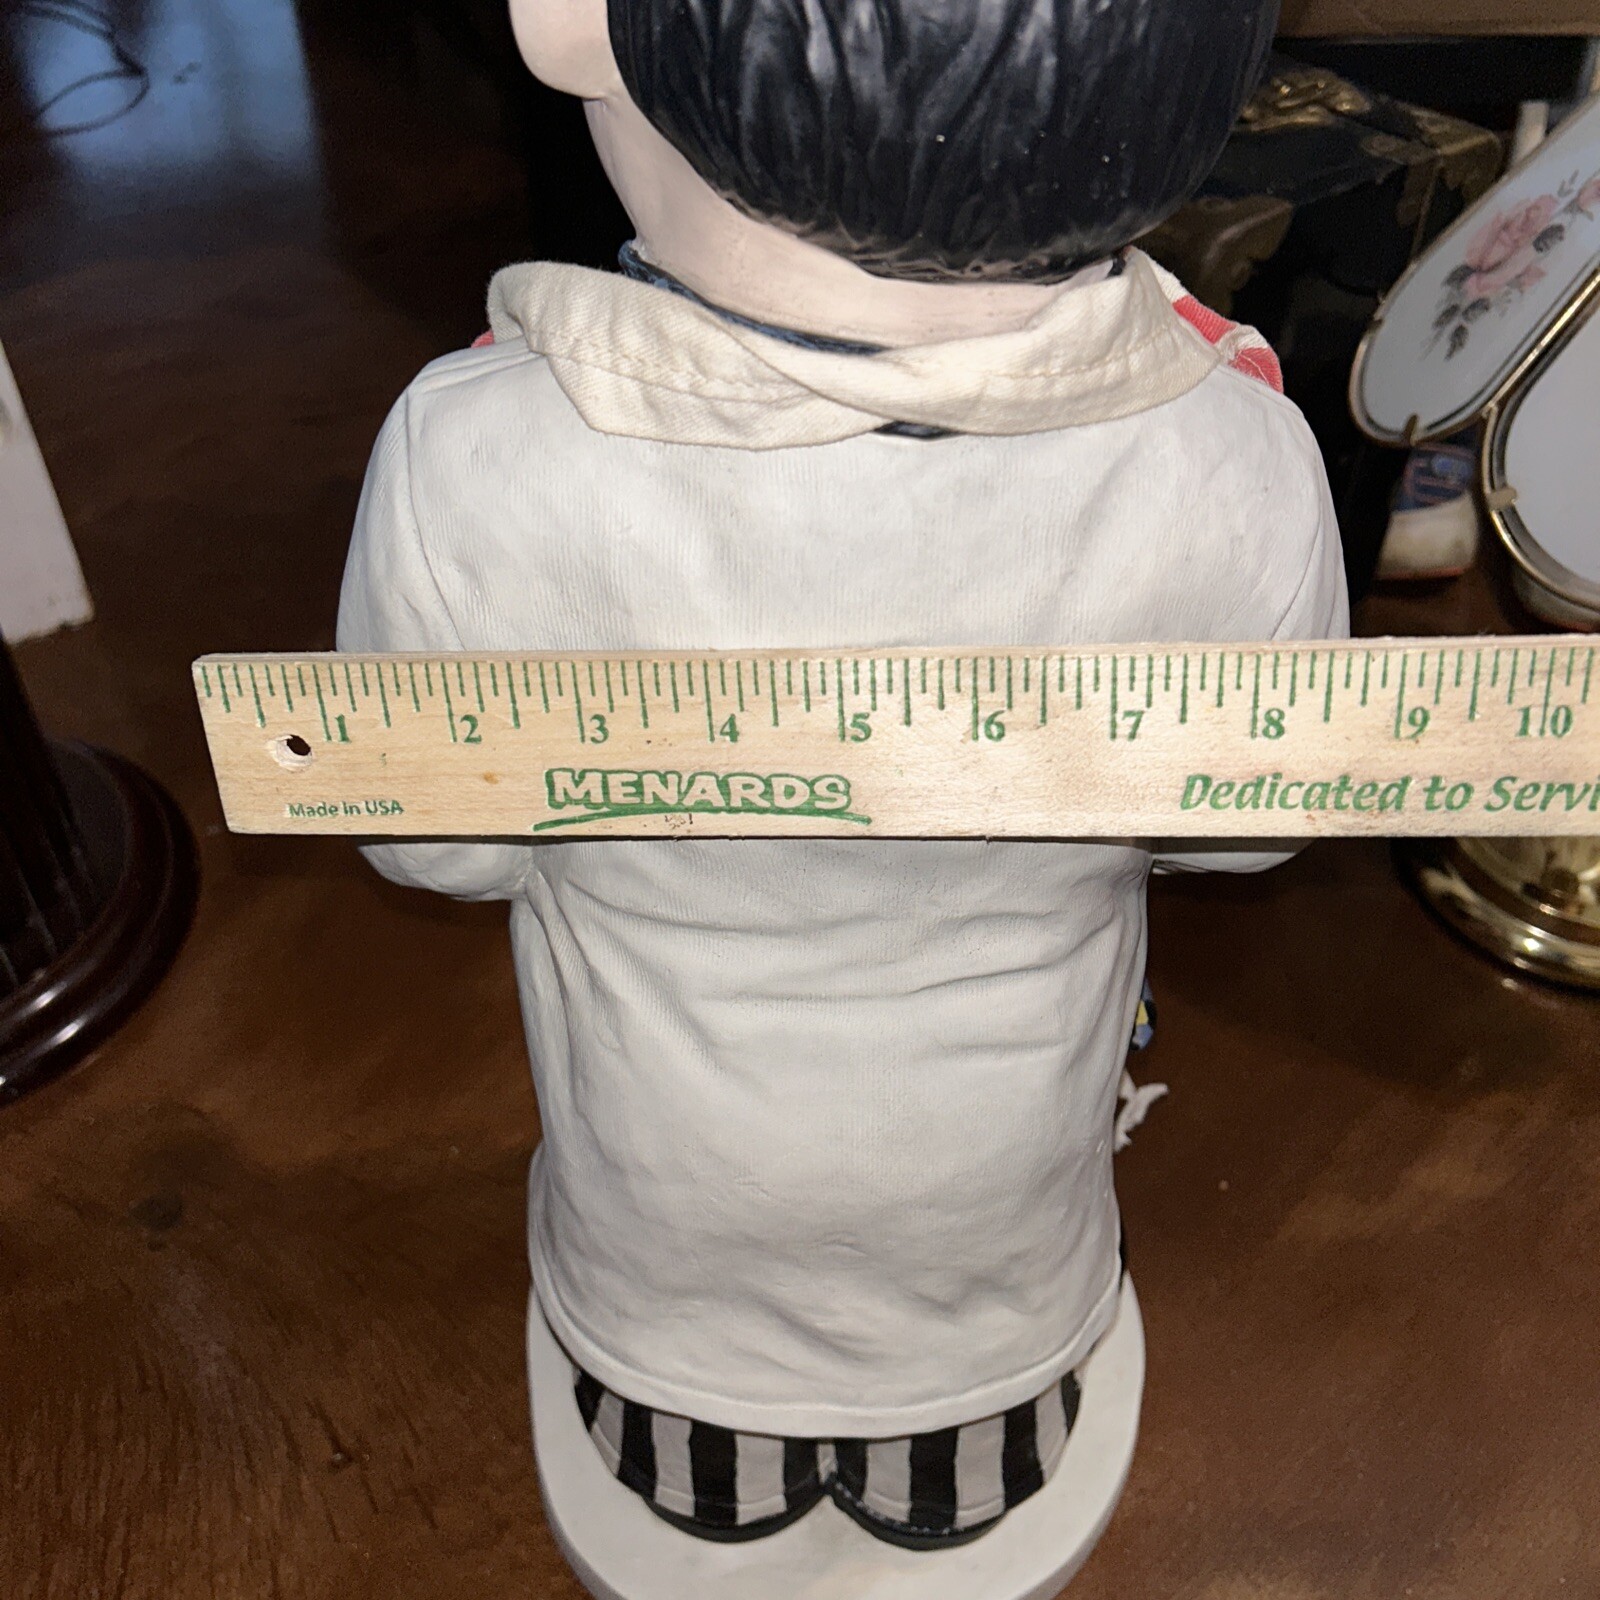 1 2 3 4 5 6 7 8 9 10
MENARDS
Dedicated to Servi
Made in USA